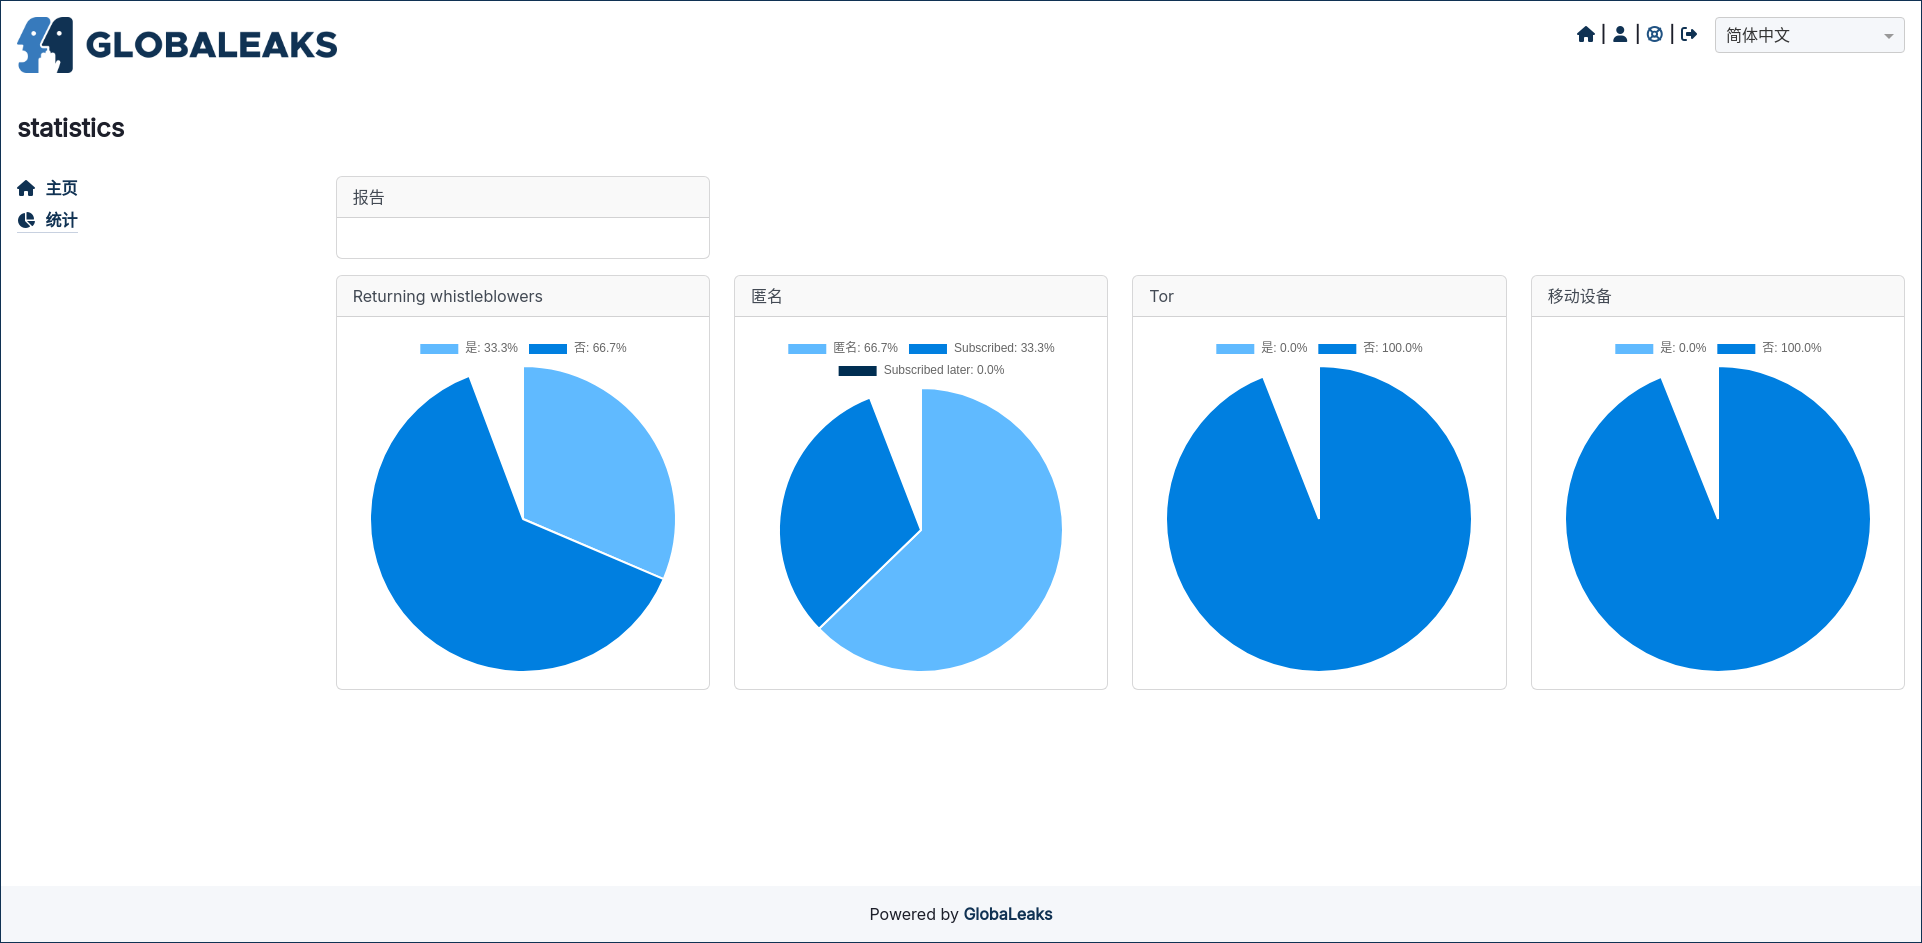 GLOBALEAKS
简体中文
statistics
主页
统计
报告
Returning whistleblowers
是: 33.3% 否: 66.7%
匿名
匿名: 66.7% Subscribed: 33.3%
Subscribed later: 0.0%
Tor
是: 0.0% 否: 100.0%
移动设备
是: 0.0% 否: 100.0%
Powered by GlobaLeaks